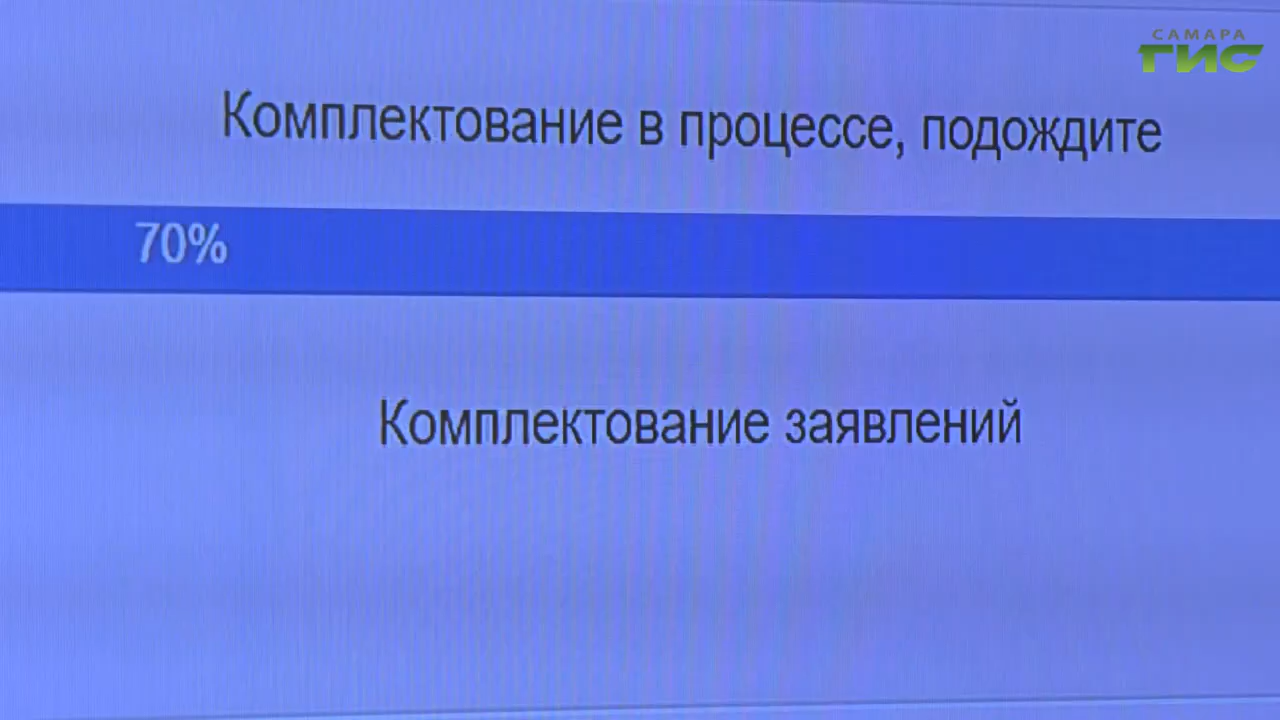 САМАРА
ГИС
Комплектование в процессе, подождите
70%
Комплектование заявлений